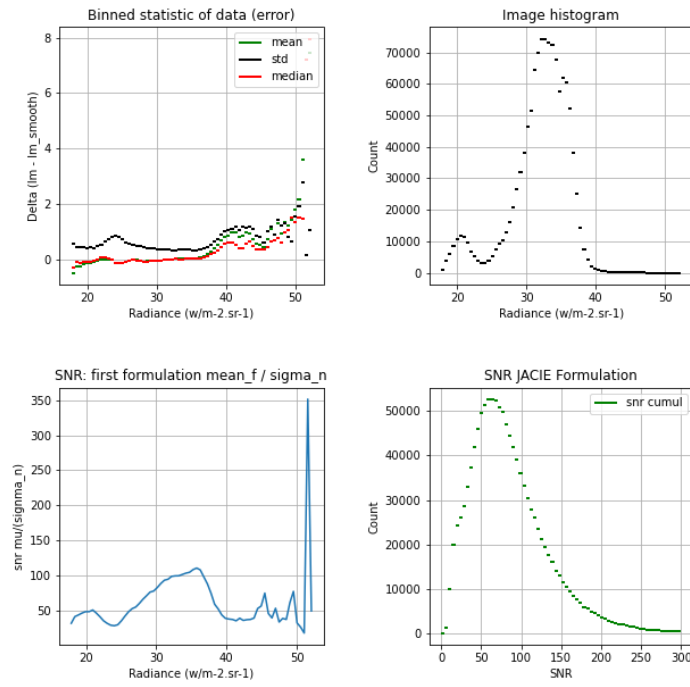 Binned statistic of data (error)
mean
std
median
Delta (Im - Im_smooth)
8
6
4
2
0
20
30
40
50
Radiance (w/m-2.sr-1)
Image histogram
Count
70000
60000
50000
40000
30000
20000
10000
0
20
30
40
50
Radiance (w/m-2.sr-1)
SNR: first formulation mean_f / sigma_n
snr mu/(signma_n)
350
300
250
200
150
100
50
20
30
40
50
Radiance (w/m-2.sr-1)
SNR JACIE Formulation
snr cumul
Count
50000
40000
30000
20000
10000
0
0
50
100
150
200
250
300
SNR